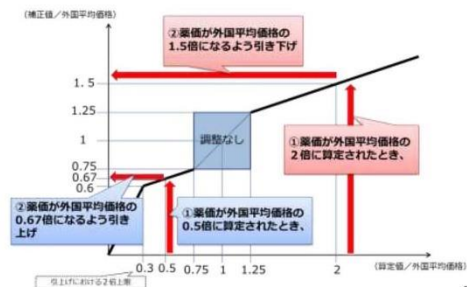 (補正値／外国平均価格)
②薬価が外国平均価格の
1.5倍になるよう引き下げ
1.5
1.25
1
0.75
0.67
0.6
調整なし
①薬価が外国平均価格の
2倍に算定されたとき、
②薬価が外国平均価格の
0.67倍になるよう引き
上げ
①薬価が外国平均価格の
0.5倍に算定されたとき、
0.3 0.5 0.75 1 1.25 2
(算定値／外国平均価格)
引上げにおける2倍上限